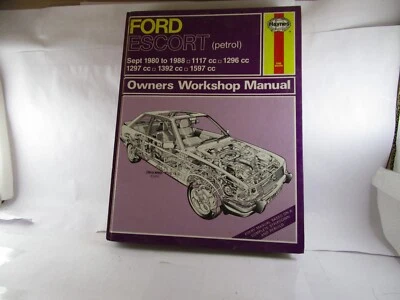 FORD
Haynes
ESCORT (petrol)
Sept 1980 to 1988 □ 1117 cc □ 1296 cc
1297 cc □ 1392 cc □ 1597 cc
Owners Workshop Manual